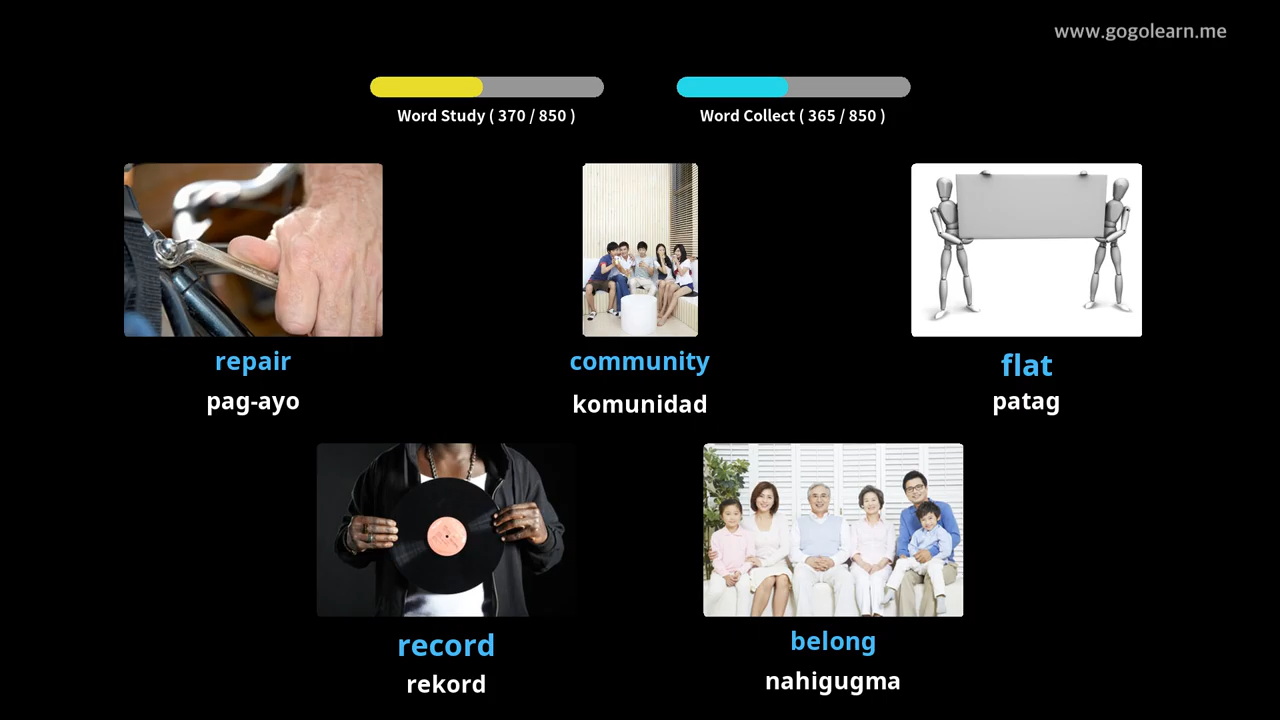 www.gogolearn.me
Word Study ( 370 / 850 )
Word Collect ( 365 / 850 )
repair
community
flat
pag-ayo
komunidad
patag
record
belong
rekord
nahigugma